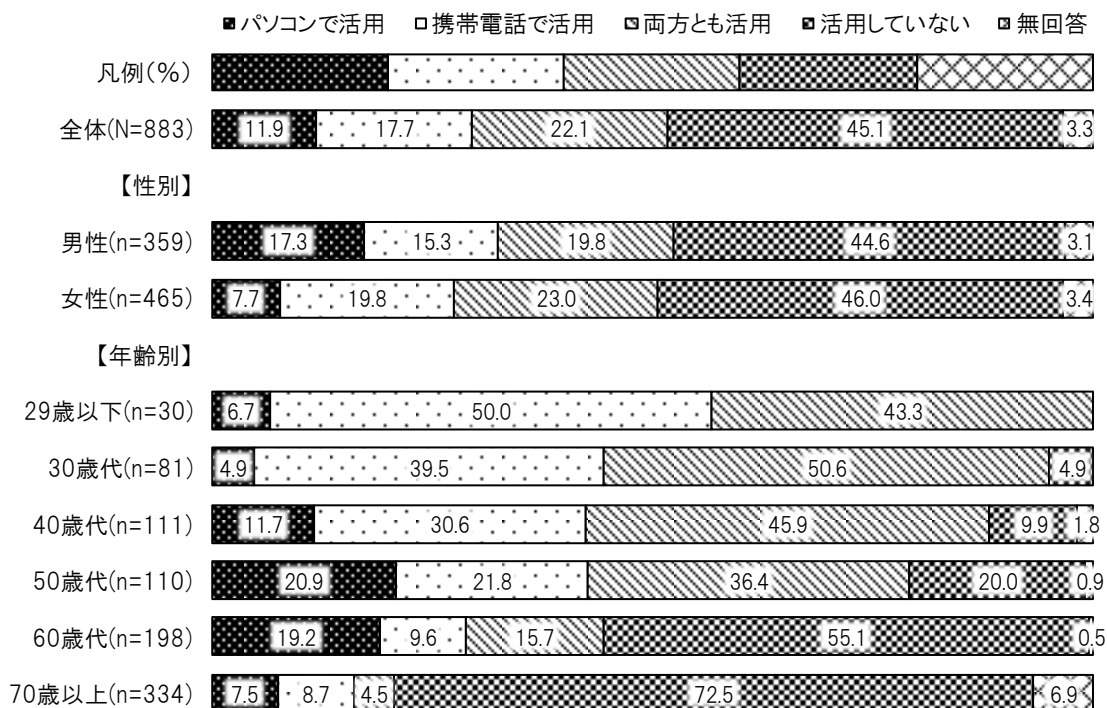 パソコンで活用 携帯電話で活用 両方とも活用 活用していない 無回答
凡例(%)
全体(N=883) 11.9 17.7 22.1 45.1 3.3
【性別】
男性(n=359) 17.3 15.3 19.8 44.6 3.1
女性(n=465) 7.7 19.8 23.0 46.0 3.4
【年齢別】
29歳以下(n=30) 6.7 50.0 43.3
30歳代(n=81) 4.9 39.5 50.6 4.9
40歳代(n=111) 11.7 30.6 45.9 9.9 1.8
50歳代(n=110) 20.9 21.8 36.4 20.0 0.9
60歳代(n=198) 19.2 9.6 15.7 55.1 0.5
70歳以上(n=334) 7.5 8.7 4.5 72.5 6.9